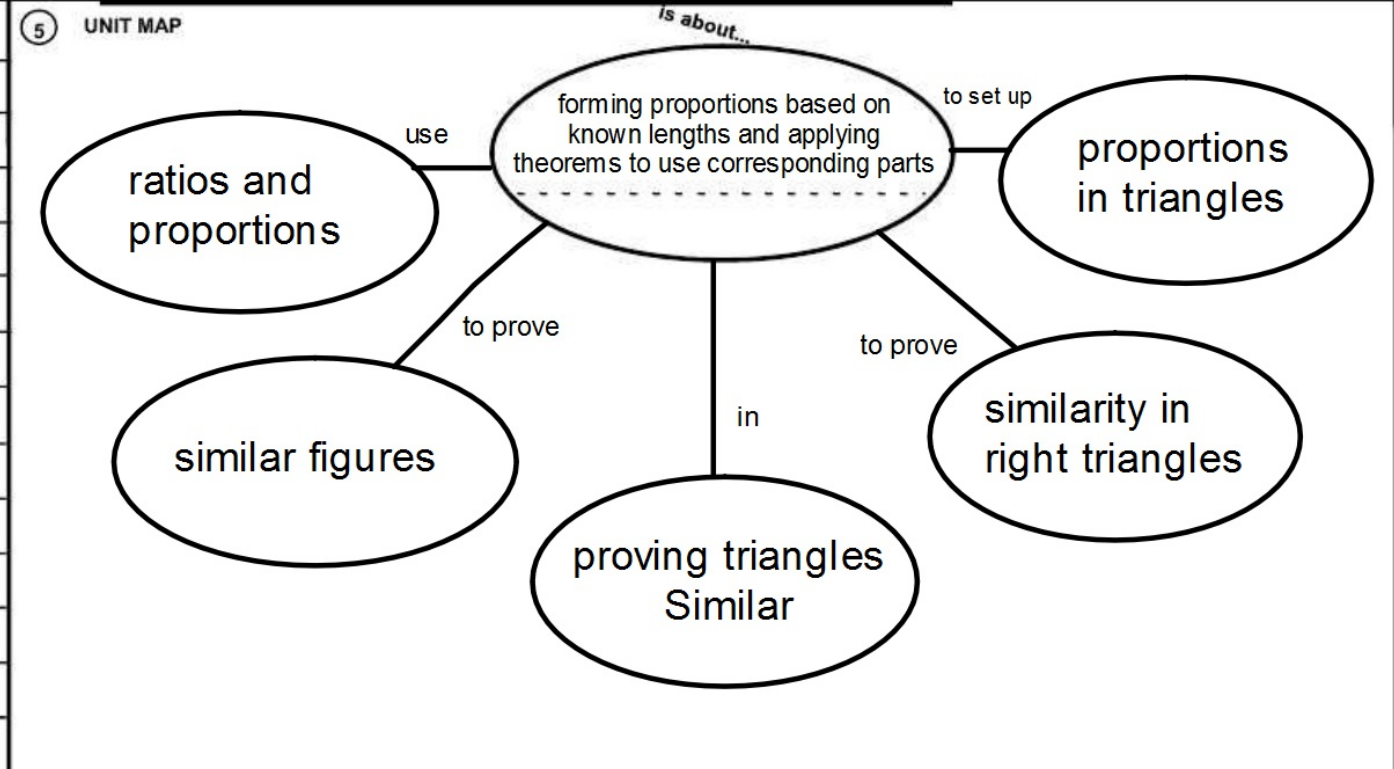 5 UNIT MAP
is about...
forming proportions based on
known lengths and applying
theorems to use corresponding parts
use
to set up
ratios and
proportions
proportions
in triangles
to prove
to prove
similar figures
in
similarity in
right triangles
proving triangles
Similar